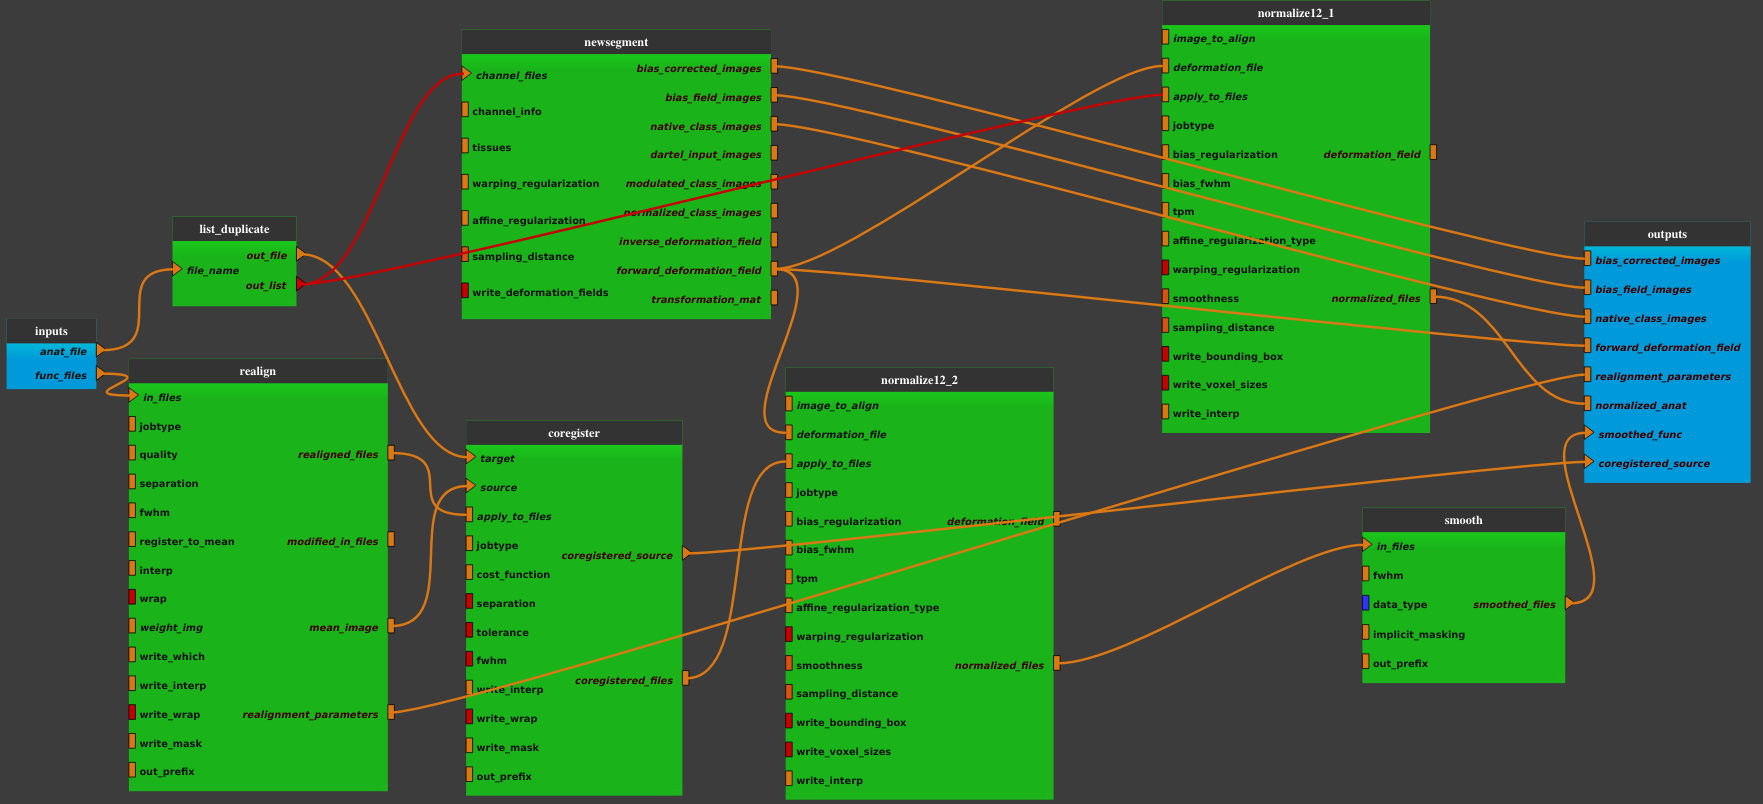 inputs
anat_file
func_files
list_duplicate
out_file
file_name
out_list
realign
in_files
jobtype
quality
realigned_files
separation
fwhm
register_to_mean
modified_in_files
interp
wrap
weight_img
mean_image
write_which
write_interp
write_wrap
realignment_parameters
write_mask
out_prefix
newsegment
bias_corrected_images
channel_files
bias_field_images
channel_info
native_class_images
tissues
dartel_input_images
warping_regularization
modulated_class_images
normalized_class_images
affine_regularization
inverse_deformation_field
sampling_distance
forward_deformation_field
write_deformation_fields
transformation_mat
coregister
target
source
apply_to_files
jobtype
coregistered_source
cost_function
separation
tolerance
fwhm
coregistered_files
write_interp
write_wrap
write_mask
out_prefix
normalize12_2
image_to_align
deformation_file
apply_to_files
jobtype
bias_regularization
deformation_field
bias_fwhm
tpm
affine_regularization_type
warping_regularization
smoothness
normalized_files
sampling_distance
write_bounding_box
write_voxel_sizes
write_interp
normalize12_1
image_to_align
deformation_file
apply_to_files
jobtype
bias_regularization
deformation_field
bias_fwhm
tpm
affine_regularization_type
warping_regularization
smoothness
normalized_files
sampling_distance
write_bounding_box
write_voxel_sizes
write_interp
smooth
in_files
fwhm
data_type
smoothed_files
implicit_masking
out_prefix
outputs
bias_corrected_images
bias_field_images
native_class_images
forward_deformation_field
realignment_parameters
normalized_anat
smoothed_func
coregistered_source